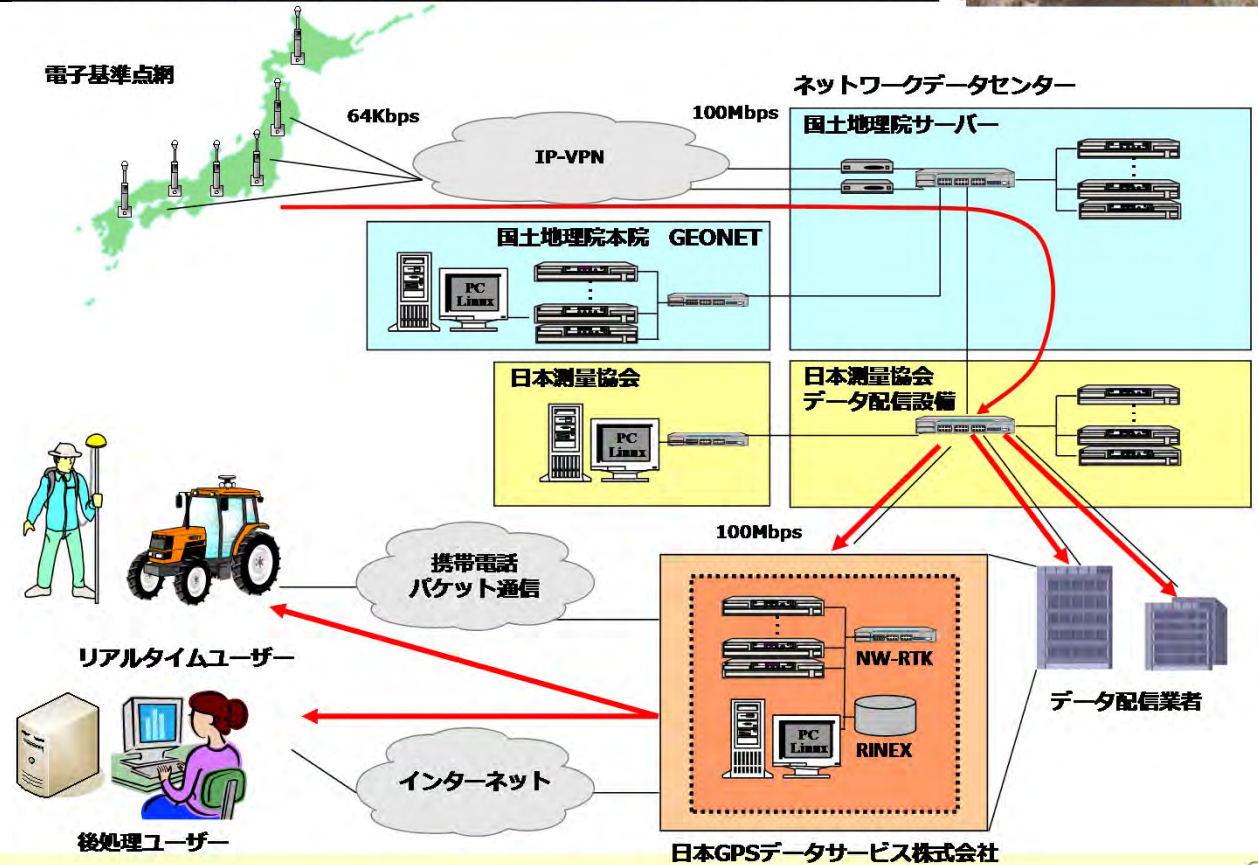 電子基準点網
64Kbps
IP-VPN
100Mbps
ネットワークデータセンター
国土地理院サーバー
国土地理院本院 GEONET
PC
Linux
日本測量協会
PC
Linux
日本測量協会
データ配信設備
100Mbps
携帯電話
パケット通信
リアルタイムユーザー
NW-RTK
PC
Linux
RINEX
データ配信業者
インターネット
後処理ユーザー
日本GPSデータサービス株式会社